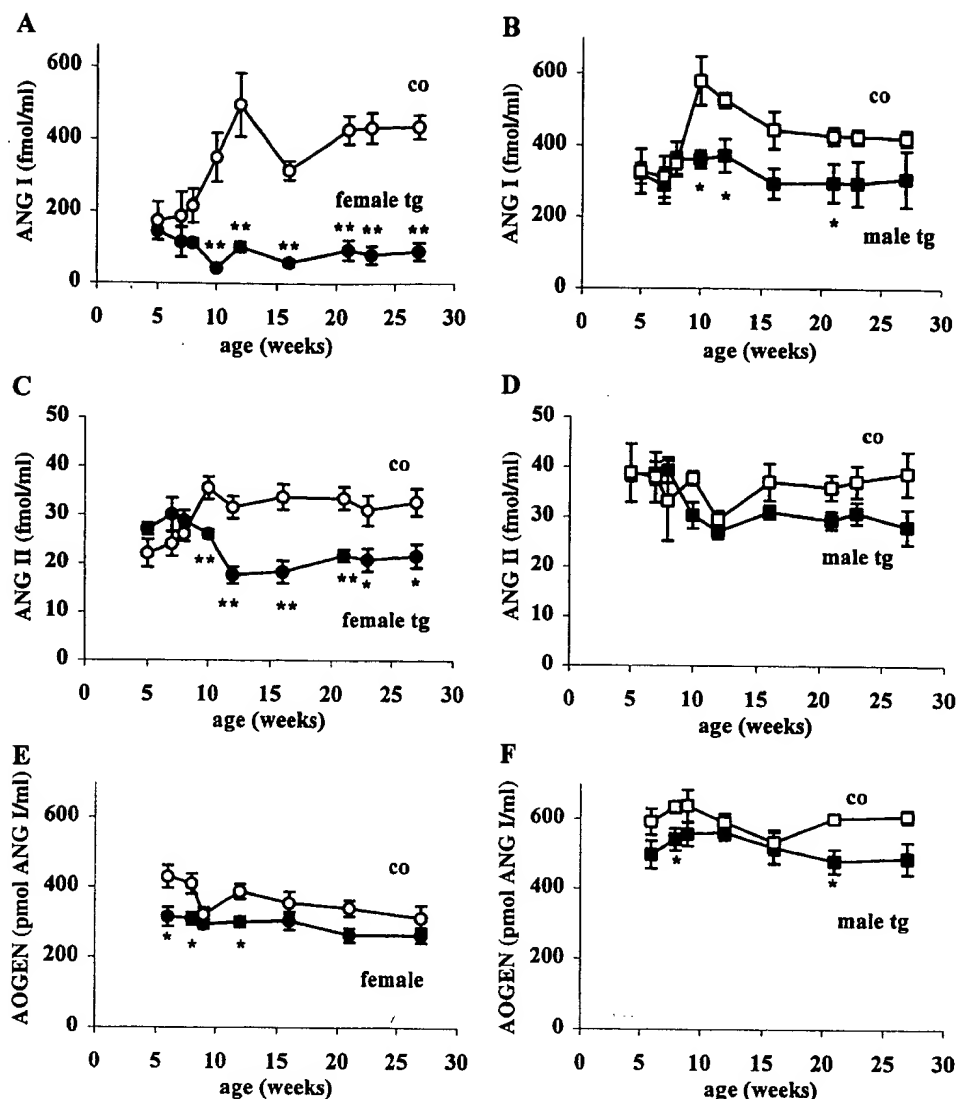 A
ANG I (fmol/ml)
600
400
200
0
co
female tg
** ** ** ** ** **
0 5 10 15 20 25 30
age (weeks)
B
ANG I (fmol/ml)
600
400
200
0
co
* * *
male tg
0 5 10 15 20 25 30
age (weeks)
C
ANG II (fmol/ml)
50
40
30
20
10
0
co
** ** ** ** * *
female tg
0 5 10 15 20 25 30
age (weeks)
D
ANG II (fmol/ml)
50
40
30
20
10
0
co
male tg
0 5 10 15 20 25 30
age (weeks)
E
AOGEN (pmol ANG I/ml)
600
400
200
0
co
* * *
female
0 5 10 15 20 25 30
age (weeks)
F
AOGEN (pmol ANG I/ml)
600
400
200
0
co
* *
male tg
0 5 10 15 20 25 30
age (weeks)